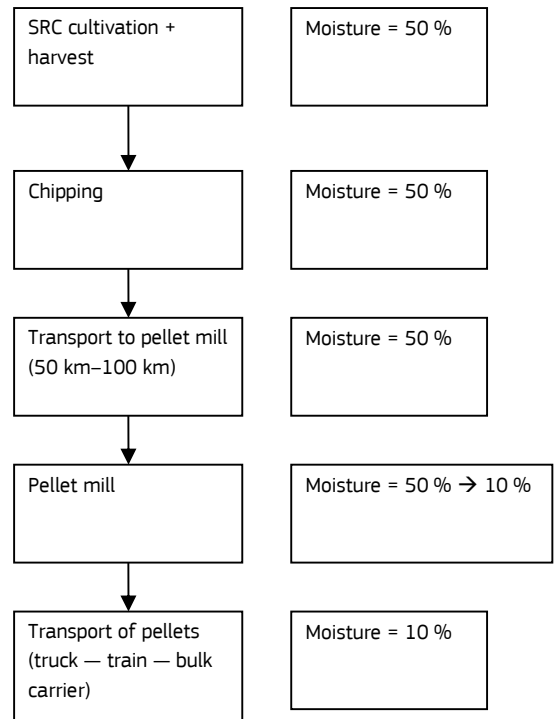 SRC cultivation +
harvest
Moisture = 50 %
Chipping
Moisture = 50 %
Transport to pellet mill
(50 km–100 km)
Moisture = 50 %
Pellet mill
Moisture = 50 % → 10 %
Transport of pellets
(truck — train — bulk
carrier)
Moisture = 10 %